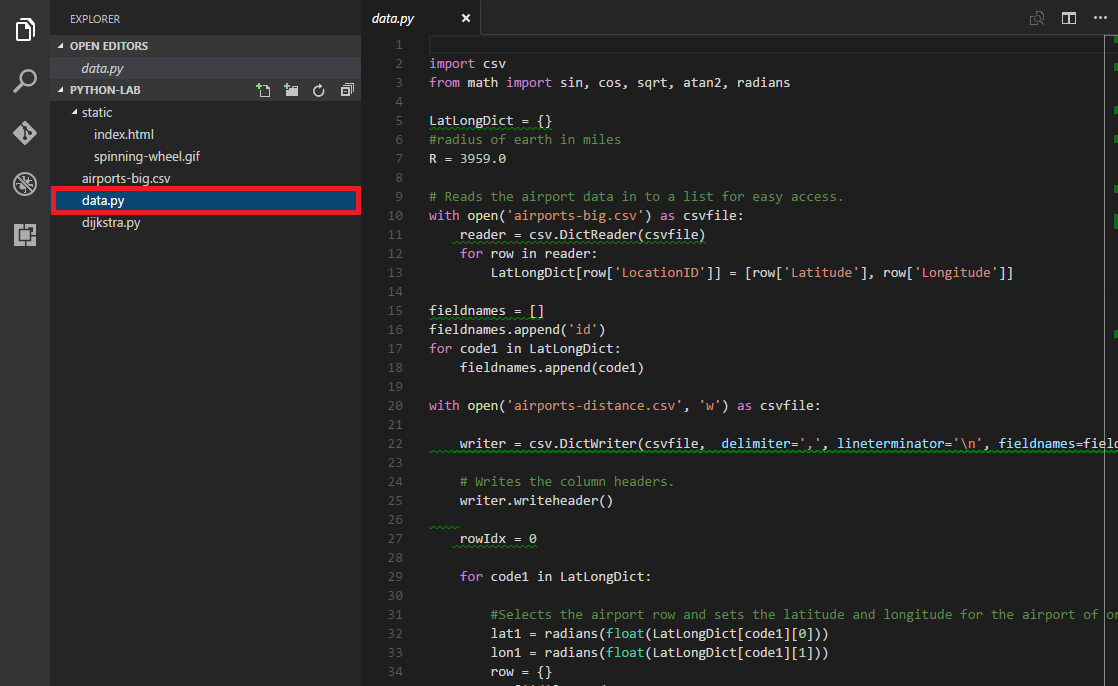 EXPLORER
OPEN EDITORS
data.py
PYTHON-LAB
static
index.html
spinning-wheel.gif
airports-big.csv
data.py
dijkstra.py
data.py
1
2 import csv
3 from math import sin, cos, sqrt, atan2, radians
4
5 LatLongDict = {}
6 #radius of earth in miles
7 R = 3959.0
8
9 # Reads the airport data in to a list for easy access.
10 with open('airports-big.csv') as csvfile:
11     reader = csv.DictReader(csvfile)
12     for row in reader:
13         LatLongDict[row['LocationID']] = [row['Latitude'], row['Longitude']]
14
15 fieldnames = []
16 fieldnames.append('id')
17 for code1 in LatLongDict:
18     fieldnames.append(code1)
19
20 with open('airports-distance.csv', 'w') as csvfile:
21
22     writer = csv.DictWriter(csvfile,  delimiter=',', lineterminator='\n', fieldnames=field
23
24     # Writes the column headers.
25     writer.writeheader()
26
27     rowIdx = 0
28
29     for code1 in LatLongDict:
30
31         #Selects the airport row and sets the latitude and longitude for the airport of or
32         lat1 = radians(float(LatLongDict[code1][0]))
33         lon1 = radians(float(LatLongDict[code1][1]))
34         row = {}